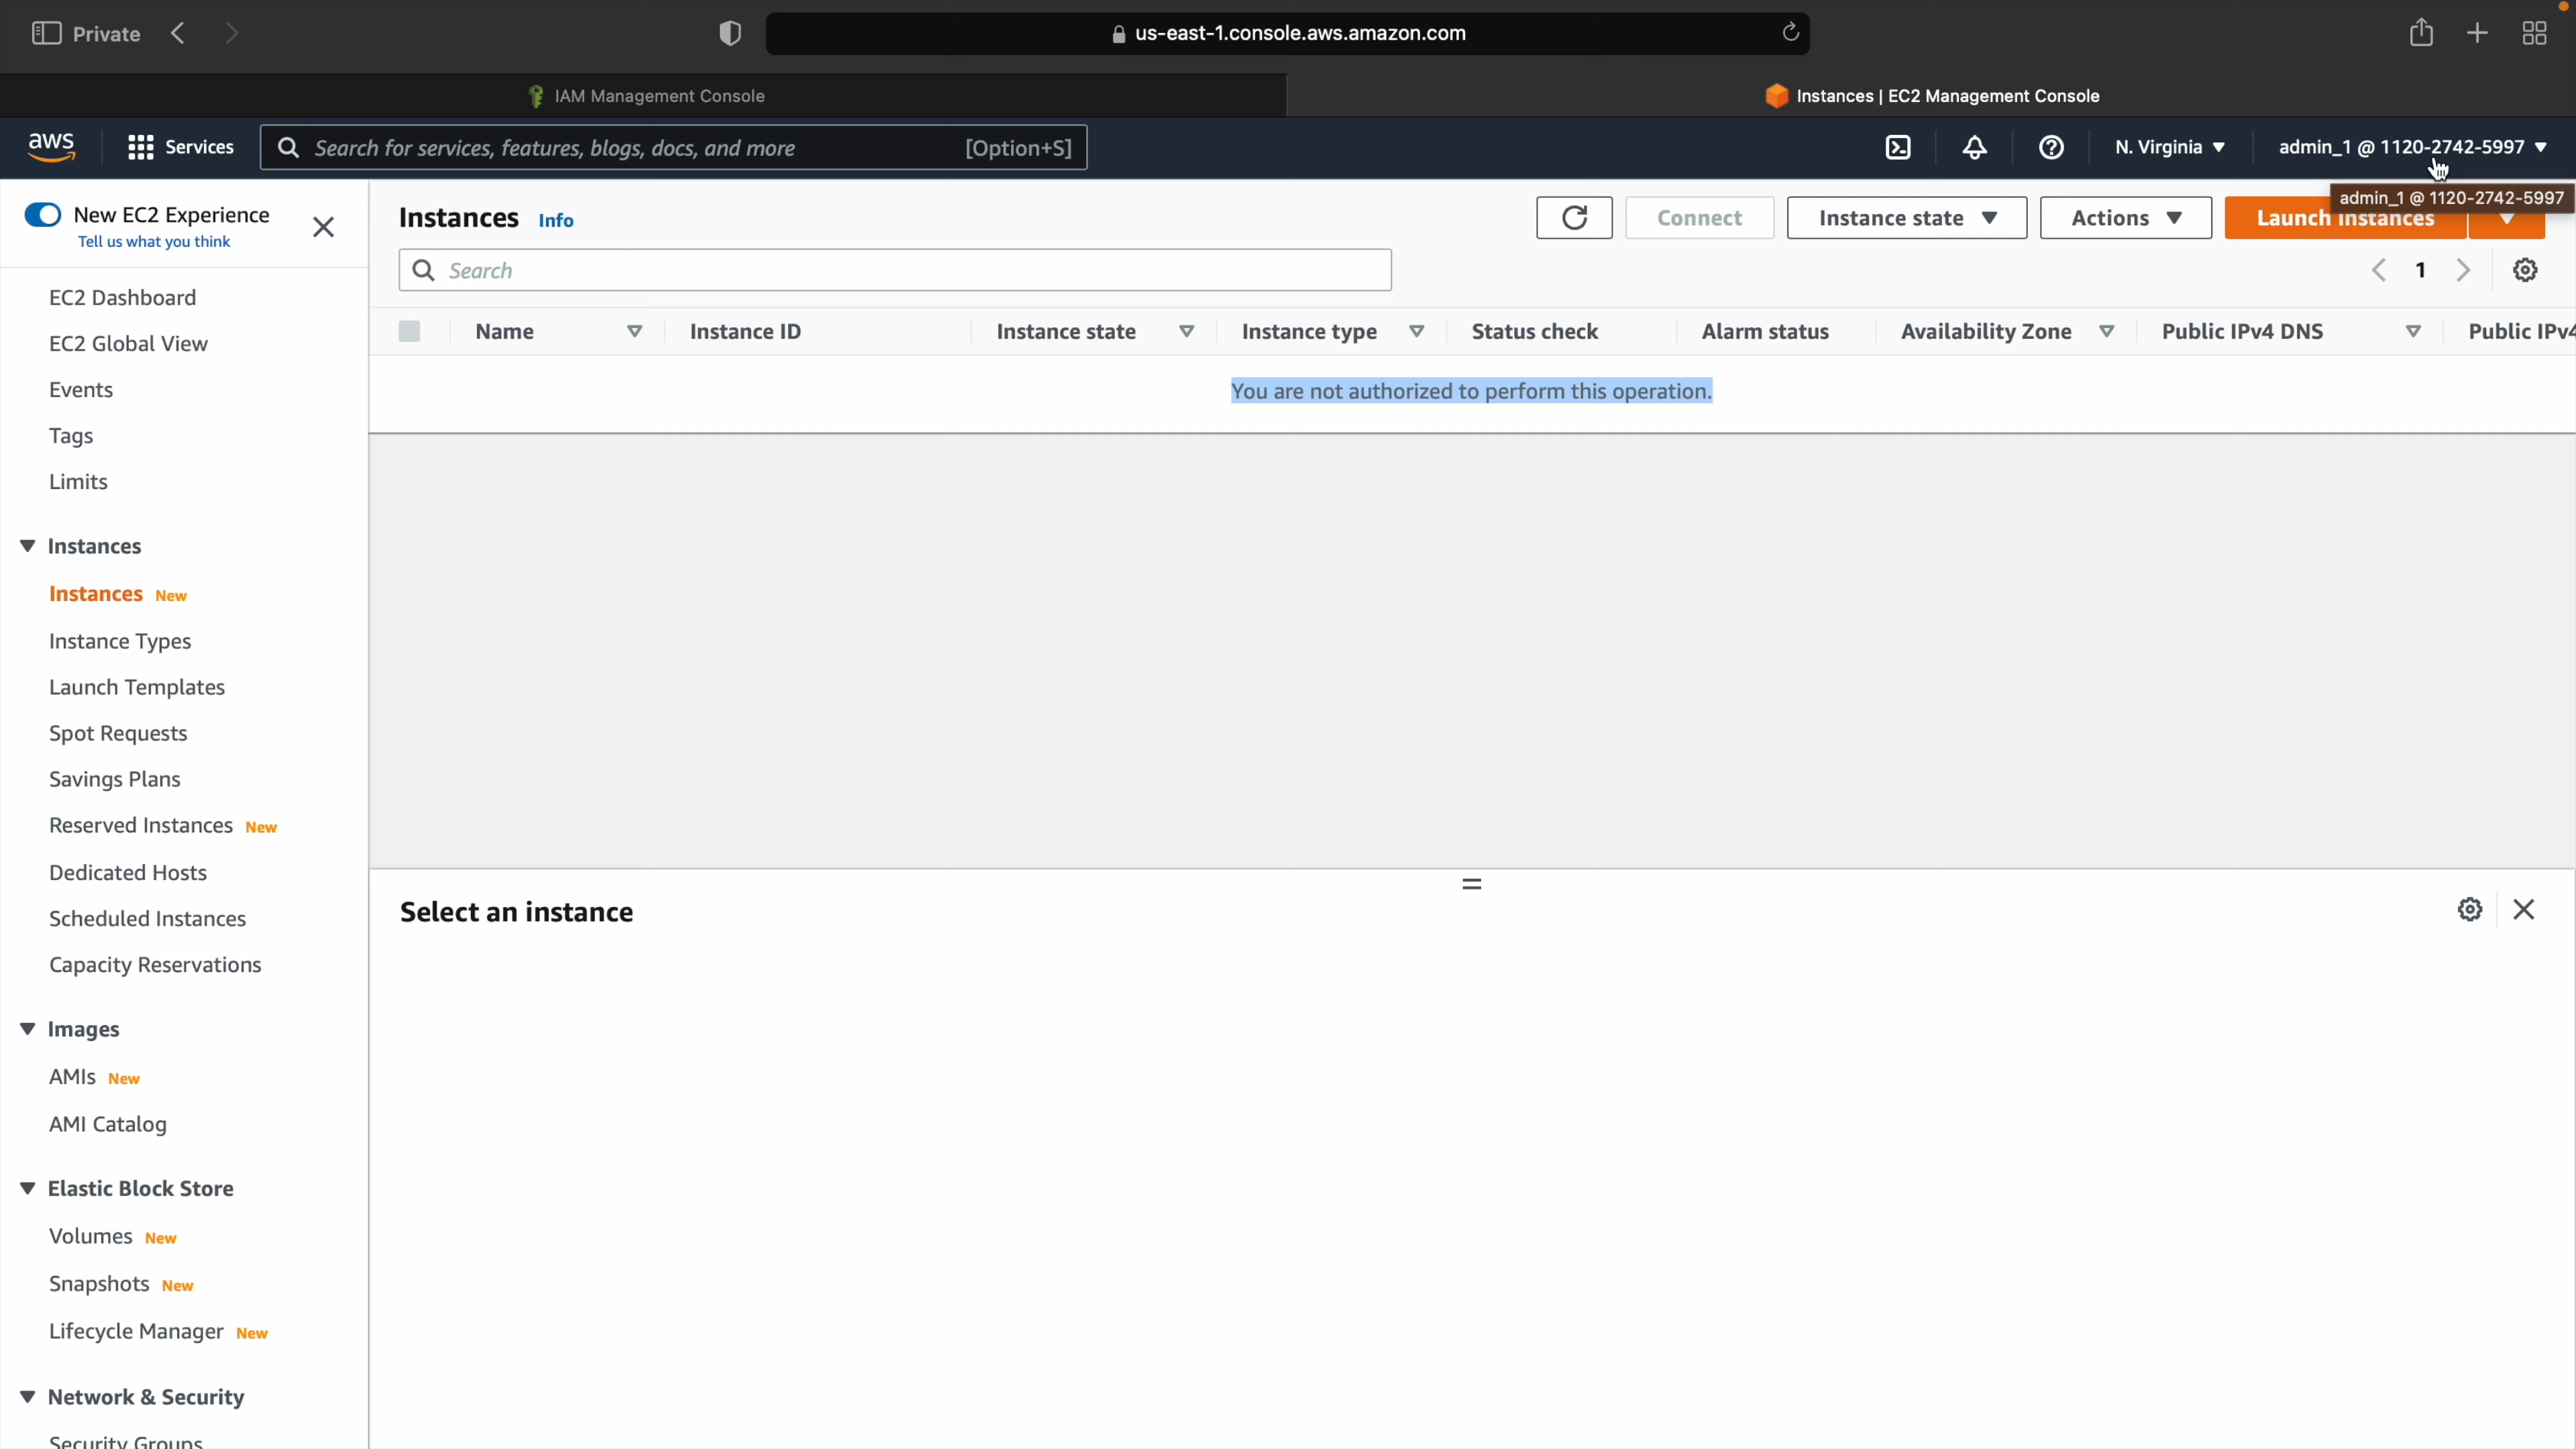 Private
us-east-1.console.aws.amazon.com
IAM Management Console
Instances | EC2 Management Console
aws
Services
Search for services, features, blogs, docs, and more
[Option+S]
N. Virginia
admin_1 @ 1120-2742-5997
admin_1 @ 1120-2742-5997
New EC2 Experience
Tell us what you think
Instances Info
Connect
Instance state
Actions
Launch instances
Search
1
Name
Instance ID
Instance state
Instance type
Status check
Alarm status
Availability Zone
Public IPv4 DNS
Public IPv4
You are not authorized to perform this operation.
EC2 Dashboard
EC2 Global View
Events
Tags
Limits
Instances
Instances New
Instance Types
Launch Templates
Spot Requests
Savings Plans
Reserved Instances New
Dedicated Hosts
Scheduled Instances
Capacity Reservations
Images
AMIs New
AMI Catalog
Elastic Block Store
Volumes New
Snapshots New
Lifecycle Manager New
Network & Security
Security Groups
Select an instance